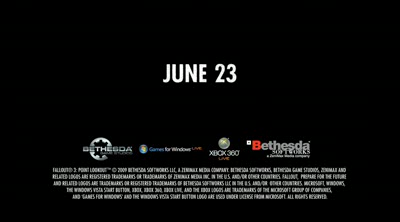 JUNE 23
BETHESDA
Games for Windows LIVE
XBOX 360
LIVE
Bethesda
SOFTWORKS
a ZeniMax Media company
FALLOUT® 3: POINT LOOKOUT™ © 2009 BETHESDA SOFTWORKS LLC, A ZENIMAX MEDIA COMPANY. BETHESDA SOFTWORKS, BETHESDA GAME STUDIOS, ZENIMAX AND
RELATED LOGOS ARE REGISTERED TRADEMARKS OR TRADEMARKS OF ZENIMAX MEDIA INC. IN THE U.S. AND/OR OTHER COUNTRIES. FALLOUT, PREPARE FOR THE FUTURE
AND RELATED LOGOS ARE TRADEMARKS OR REGISTERED TRADEMARKS OF BETHESDA SOFTWORKS LLC IN THE U.S. AND/OR OTHER COUNTRIES. MICROSOFT, WINDOWS,
THE WINDOWS VISTA START BUTTON, XBOX, XBOX 360, XBOX LIVE, AND THE XBOX LOGOS ARE TRADEMARKS OF THE MICROSOFT GROUP OF COMPANIES,
AND 'GAMES FOR WINDOWS' AND THE WINDOWS VISTA START BUTTON LOGO ARE USED UNDER LICENSE FROM MICROSOFT. ALL RIGHTS RESERVED.